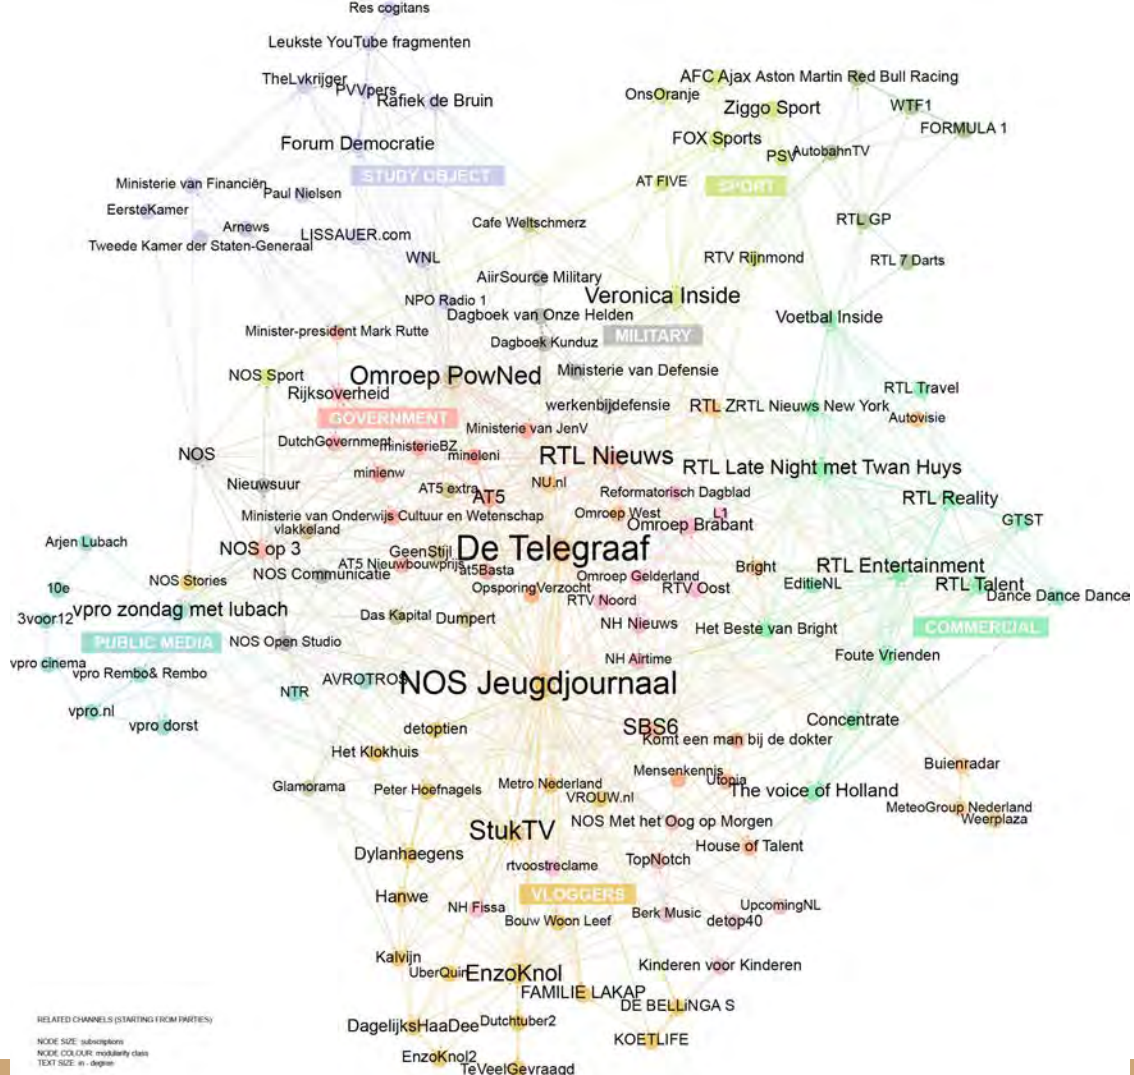 Res cogitans
Leukste YouTube fragmenten
TheLvkrijger
PVVpers
Rafiek de Bruin
AFC Ajax
Aston Martin Red Bull Racing
OnsOranje
Ziggo Sport
WTF1
FORMULA 1
Forum Democratie
FOX Sports
PSV
AutobahnTV
STUDY OBJECT
SPORT
Ministerie van Financiën
Paul Nielsen
AT FIVE
EersteKamer
Arnews
Cafe Weltschmerz
RTL GP
Tweede Kamer der Staten-Generaal
LISSAUER.com
WNL
RTV Rijnmond
RTL 7 Darts
AiirSource Military
NPO Radio 1
Veronica Inside
Dagboek van Onze Helden
Voetbal Inside
Minister-president Mark Rutte
Dagboek Kunduz
MILITARY
NOS Sport
Omroep PowNed
Ministerie van Defensie
Rijksoverheid
RTL Travel
werkenbijdefensie
RTL Z
RTL Nieuws New York
Autovisie
GOVERNMENT
Ministerie van JenV
DutchGovernment
ministerieBZ
mineleni
NOS
RTL Nieuws
RTL Late Night met Twan Huys
minienw
Nieuwsuur
AT5 extra
AT5
NU.nl
Reformatorisch Dagblad
RTL Reality
Ministerie van Onderwijs Cultuur en Wetenschap
Omroep West
L1
Omroep Brabant
GTST
vlakkeland
Arjen Lubach
NOS op 3
GeenStijl
De Telegraaf
AT5 Nieuwbouwprijs
at5Basta
NOS Communicatie
Omroep Gelderland
Bright
RTL Entertainment
10e
NOS Stories
OpsporingVerzocht
RTV Oost
EditieNL
RTL Talent
Dance Dance Dance
RTV Noord
3voor12
vpro zondag met lubach
Das Kapital
Dumpert
NH Nieuws
Het Beste van Bright
COMMERCIAL
PUBLIC MEDIA
NOS Open Studio
vpro cinema
vpro Rembo& Rembo
NH Airtime
Foute Vrienden
NTR
AVROTROS
NOS Jeugdjournaal
vpro.nl
vpro dorst
detoptien
SBS6
Concentrate
Komt een man bij de dokter
Het Klokhuis
Buienradar
Glamorama
Peter Hoefnagels
Metro Nederland
Mensenkennis
Utopia
The voice of Holland
VROUW.nl
MeteoGroup Nederland
Weerplaza
StukTV
NOS Met het Oog op Morgen
Dylanhaegens
House of Talent
rtvoostreclame
TopNotch
VLOGGERS
Hanwe
NH Fissa
Bouw Woon Leef
Berk Music
UpcomingNL
detop40
Kalvijn
UberQuin
EnzoKnol
Kinderen voor Kinderen
FAMILIE LAKAP
DE BELLiNGA S
DagelijksHaaDee
Dutchtuber2
KOETLIFE
EnzoKnol2
TeVeelGevraagd
RELATED CHANNELS (STARTING FROM PARTIES)
NODE SIZE: subscriptions
NODE COLOUR: modularity class
TEXT SIZE: in - degree